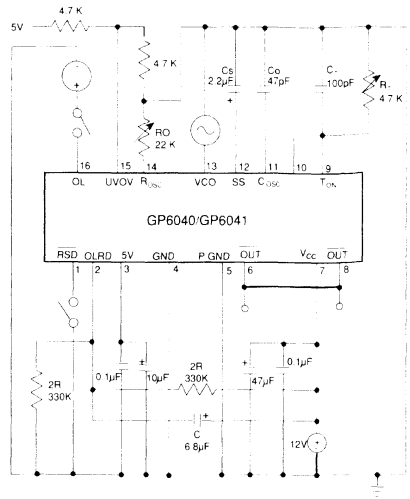 4.7 K
5V
4 7 K
RO
22 K
Cs
2.2µF
+
Co
47pF
100pF
4.7 K
16 15 14 13 12 11 10 9
OL UVOV ROSC VCO SS COSC TON
GP6040/GP6041
RSD OLRD 5V GND P GND OUT VCC OUT
1 2 3 4 5 6 7 8
2R
330K
0 1µF
10µF
2R
330K
+
47µF
0.1µF
C +
6 8µF
12V +